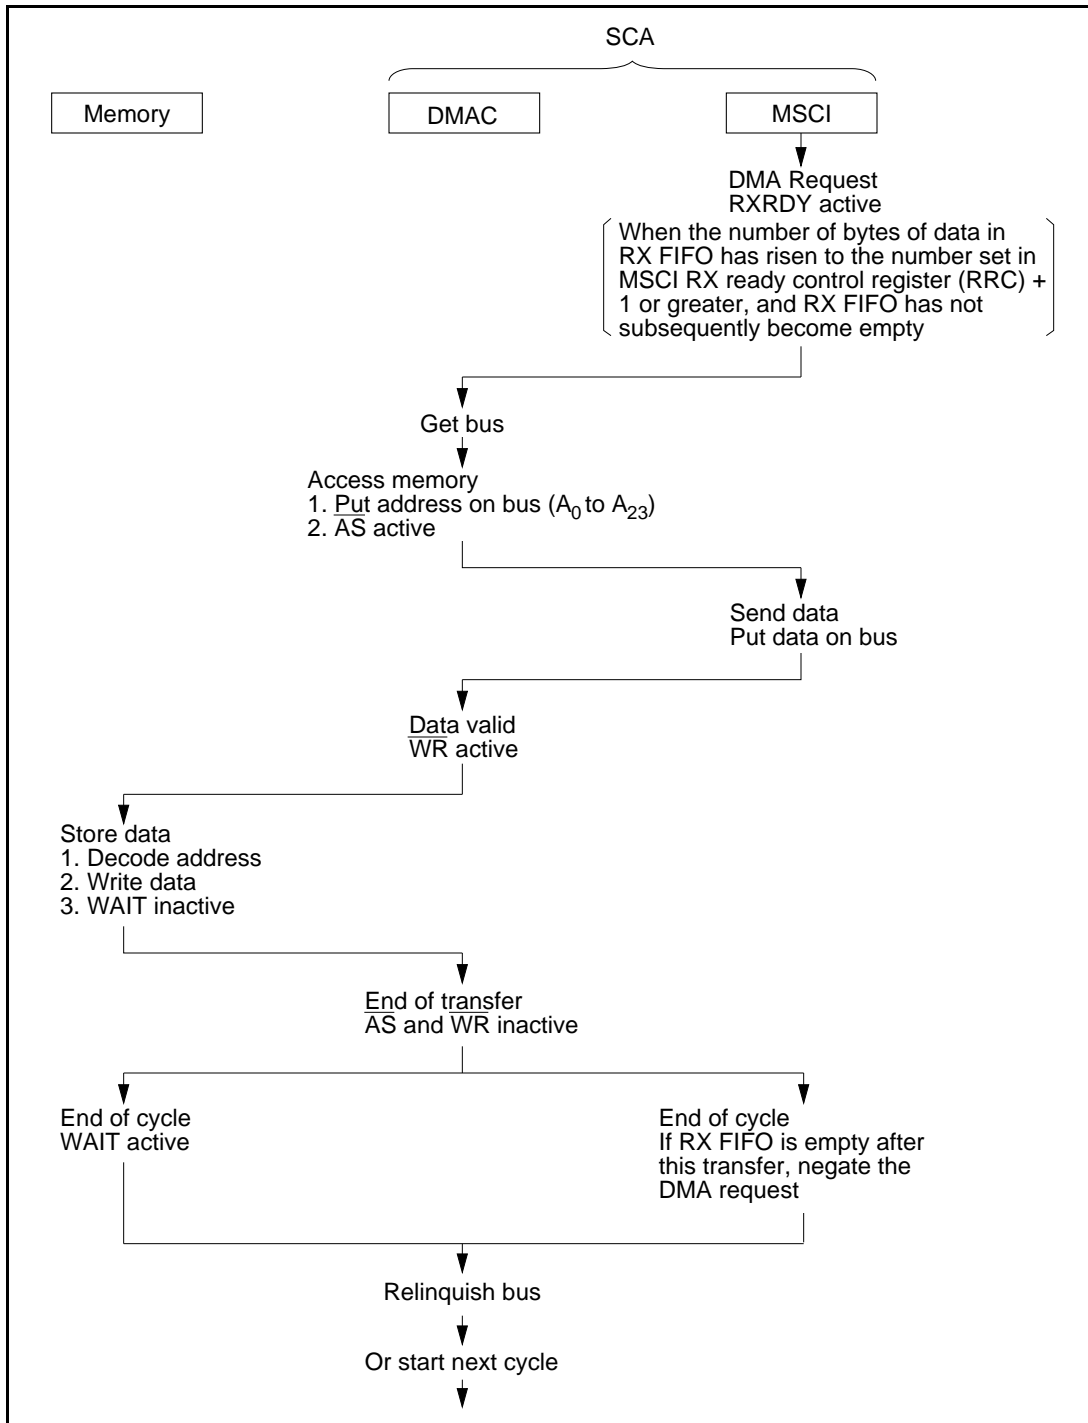 SCA
Memory
DMAC
MSCI
DMA Request
RXRDY active
When the number of bytes of data in
RX FIFO has risen to the number set in
MSCI RX ready control register (RRC) +
1 or greater, and RX FIFO has not
subsequently become empty
Get bus
Access memory
1. Put address on bus (A₀ to A₂₃)
2. A̅S̅ active
Send data
Put data on bus
Data valid
W̅R̅ active
Store data
1. Decode address
2. Write data
3. WAIT inactive
End of transfer
A̅S̅ and W̅R̅ inactive
End of cycle
WAIT active
End of cycle
If RX FIFO is empty after
this transfer, negate the
DMA request
Relinquish bus
Or start next cycle